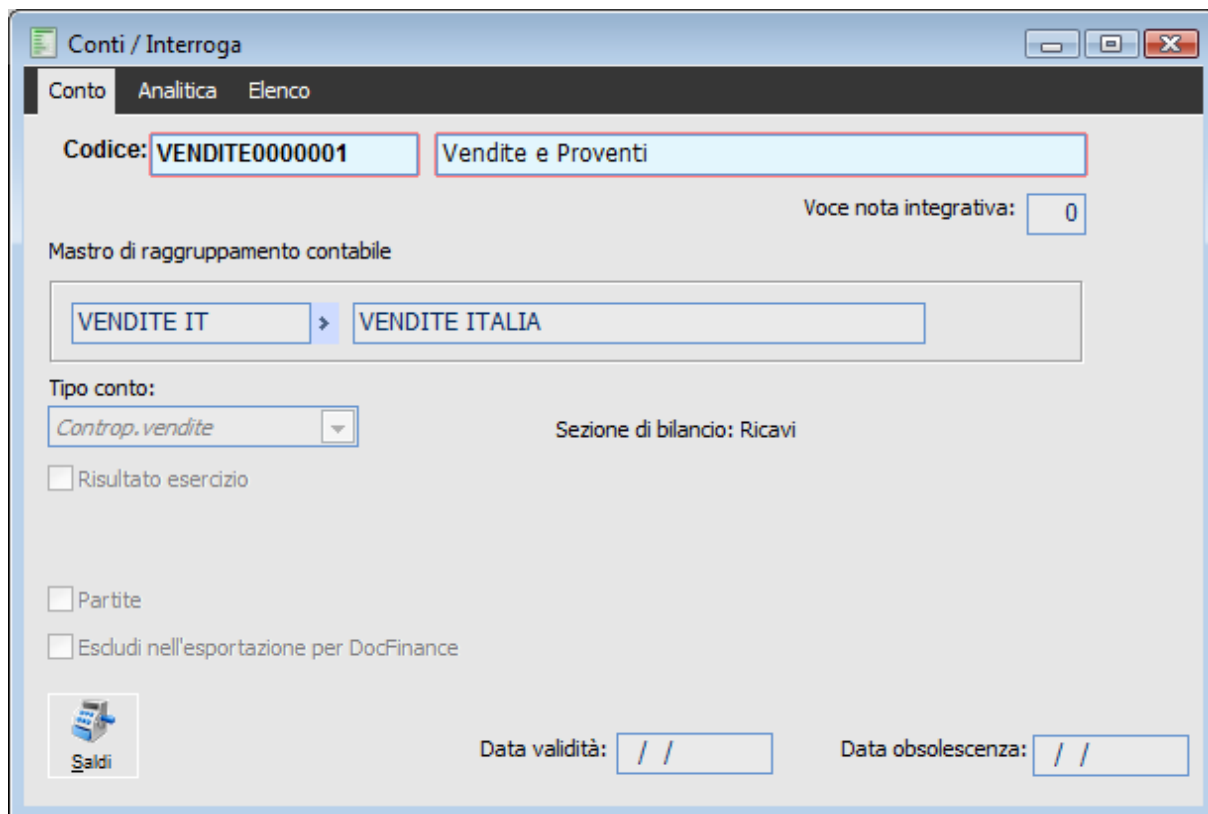 Conti / Interroga
Conto Analitica Elenco
Codice: VENDITE0000001 Vendite e Proventi
Voce nota integrativa: 0
Mastro di raggruppamento contabile
VENDITE IT > VENDITE ITALIA
Tipo conto:
Controp.vendite Sezione di bilancio: Ricavi
Risultato esercizio
Partite
Escludi nell'esportazione per DocFinance
Saldi Data validità: / / Data obsolescenza: / /